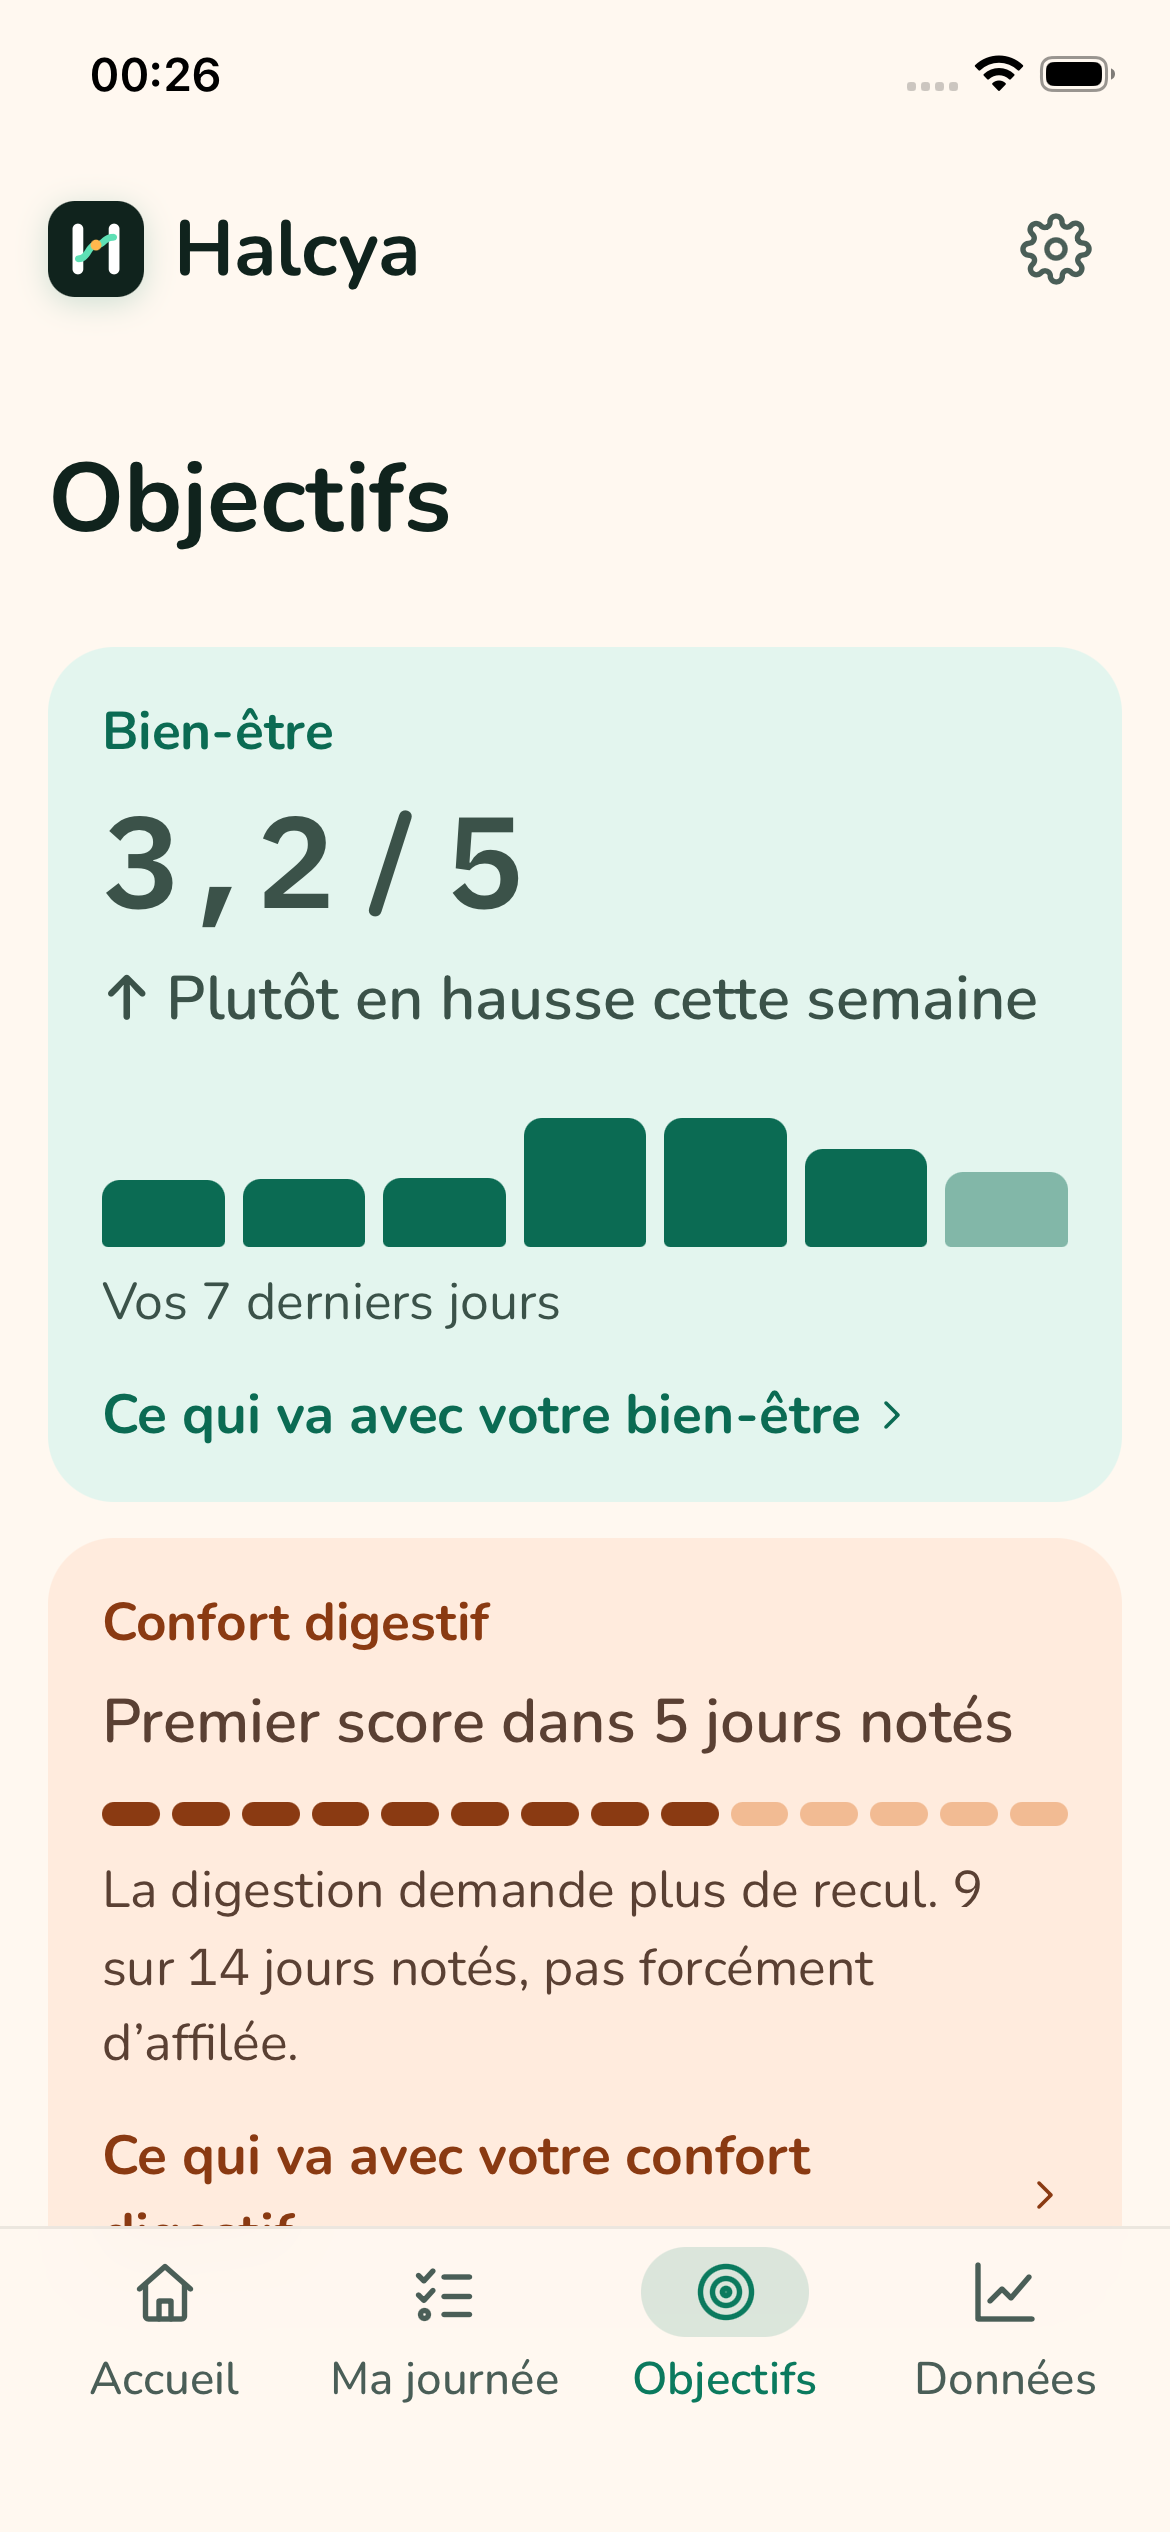 00:26
Halcya
Objectifs
Bien-être
3,2/5
↑ Plutôt en hausse cette semaine
Vos 7 derniers jours
Ce qui va avec votre bien-être
Confort digestif
Premier score dans 5 jours notés
La digestion demande plus de recul. 9
sur 14 jours notés, pas forcément
d’affilée.
Ce qui va avec votre confort
digestif
Accueil
Ma journée
Objectifs
Données